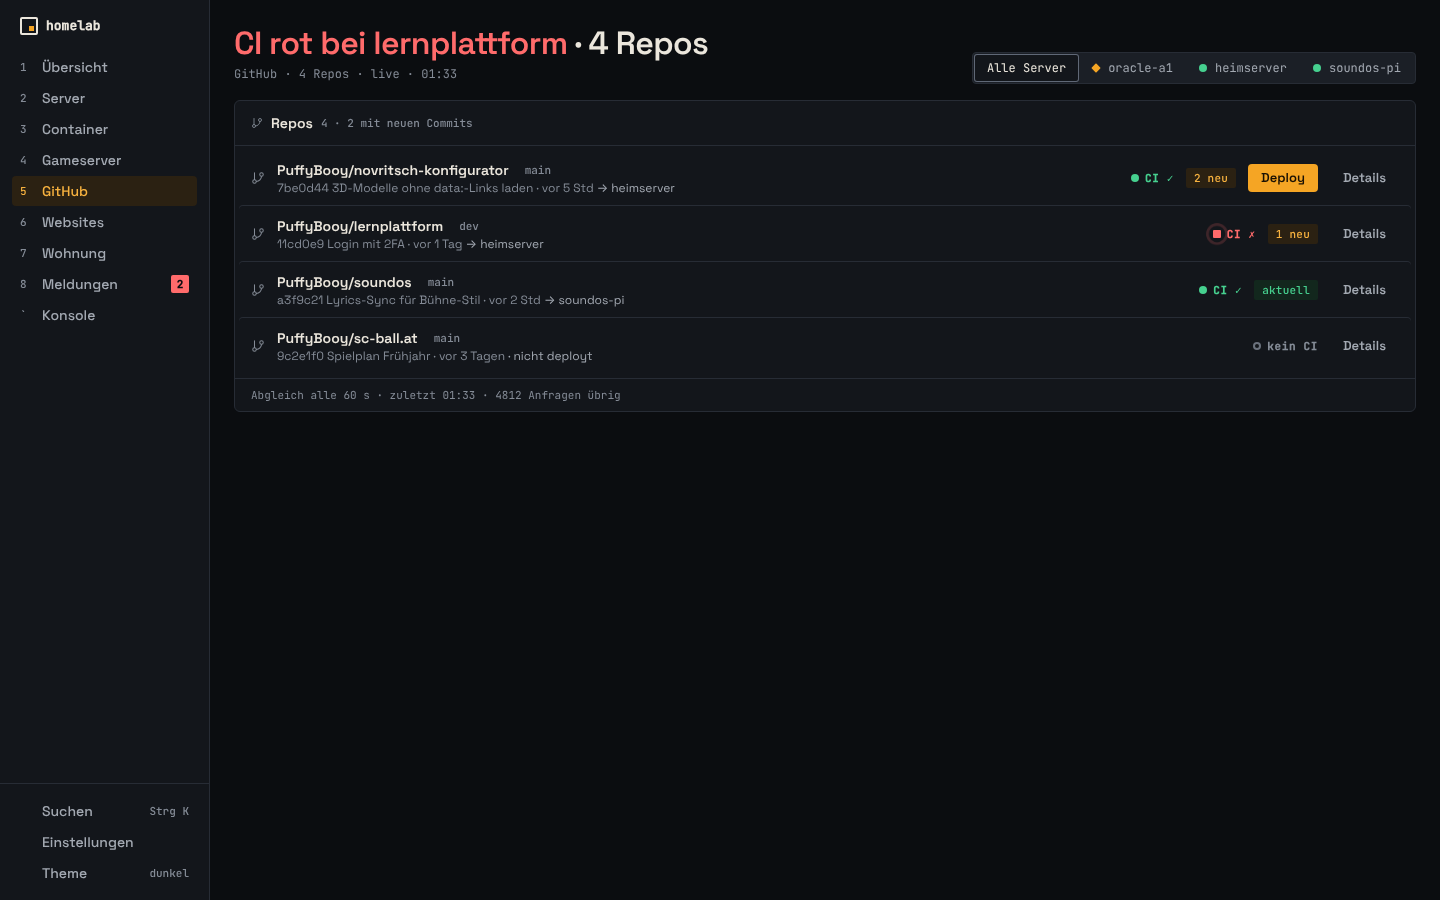 homelab
1 Übersicht
2 Server
3 Container
4 Gameserver
5 GitHub
6 Websites
7 Wohnung
8 Meldungen 2
` Konsole
Suchen Strg K
Einstellungen
Theme dunkel
CI rot bei lernplattform · 4 Repos
GitHub · 4 Repos · live · 01:33
Alle Server oracle-a1 heimserver soundos-pi
Repos 4 · 2 mit neuen Commits
PuffyBooy/novritsch-konfigurator main
7be0d44 3D-Modelle ohne data:-Links laden · vor 5 Std → heimserver
CI ✓ 2 neu Deploy Details
PuffyBooy/lernplattform dev
11cd0e9 Login mit 2FA · vor 1 Tag → heimserver
CI ✗ 1 neu Details
PuffyBooy/soundos main
a3f9c21 Lyrics-Sync für Bühne-Stil · vor 2 Std → soundos-pi
CI ✓ aktuell Details
PuffyBooy/sc-ball.at main
9c2e1f0 Spielplan Frühjahr · vor 3 Tagen · nicht deployt
kein CI Details
Abgleich alle 60 s · zuletzt 01:33 · 4812 Anfragen übrig